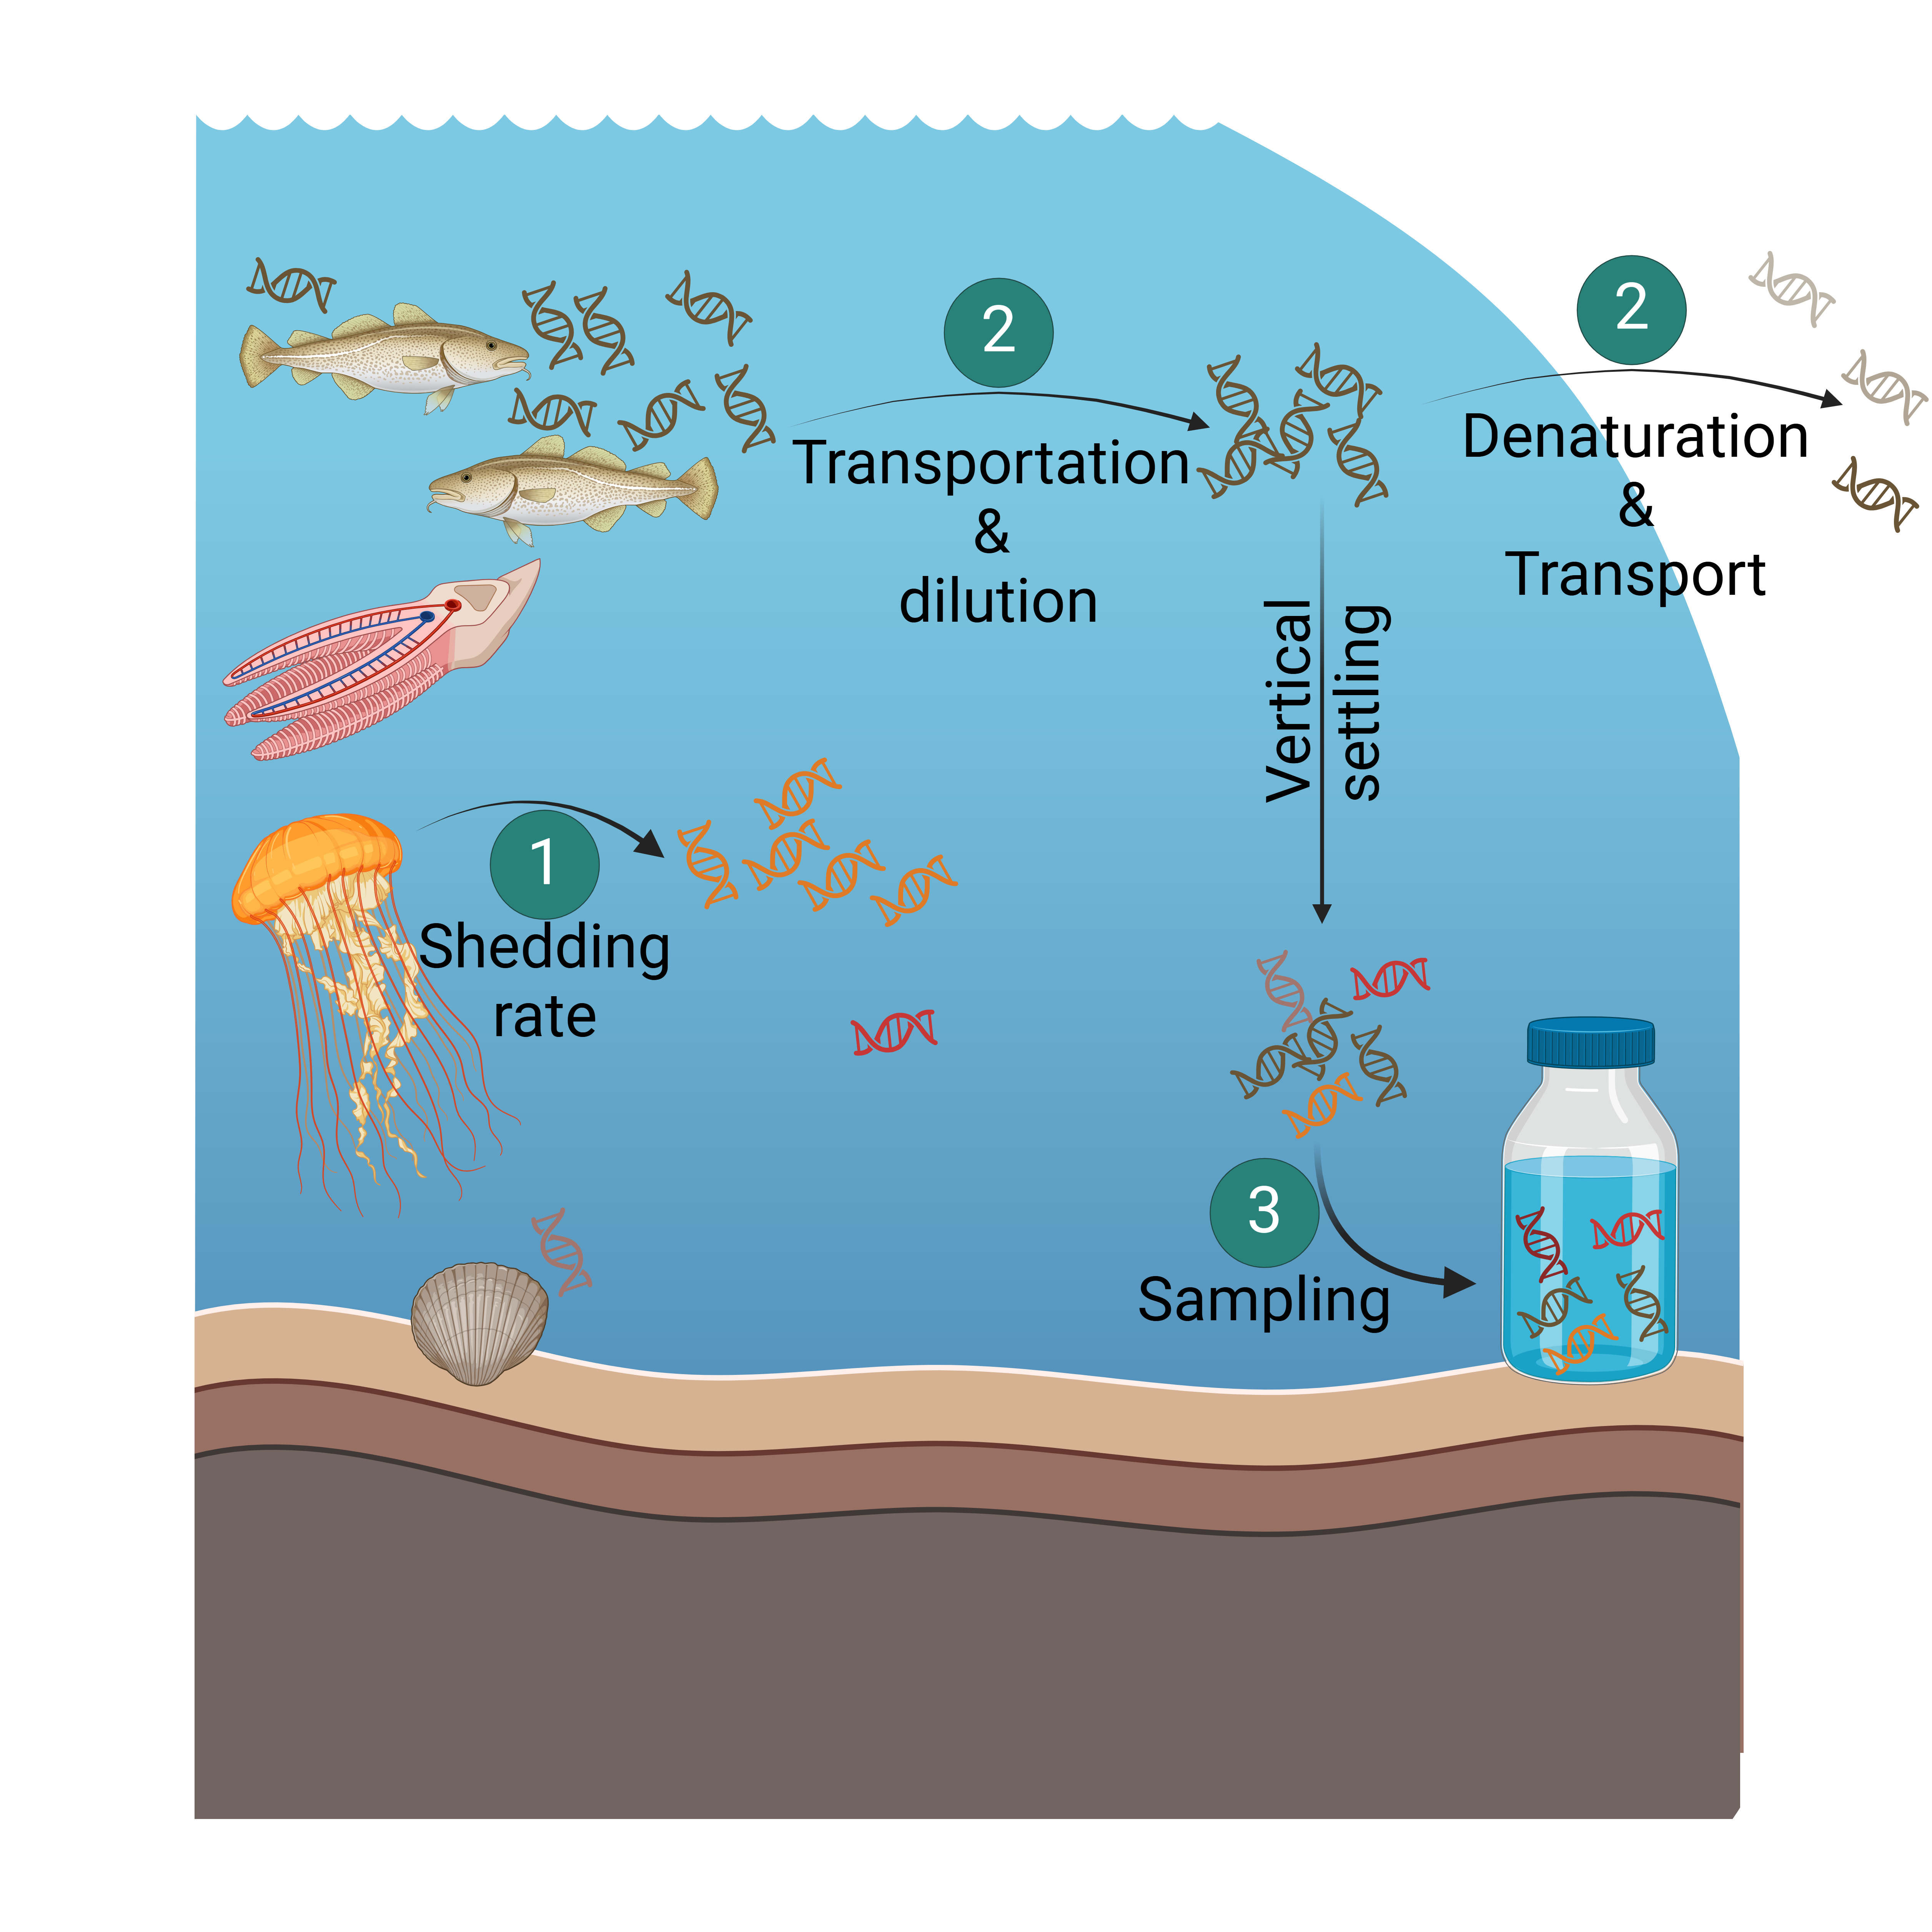 2
Transportation
&
dilution
2
Denaturation
&
Transport
Vertical
settling
1
Shedding
rate
3
Sampling